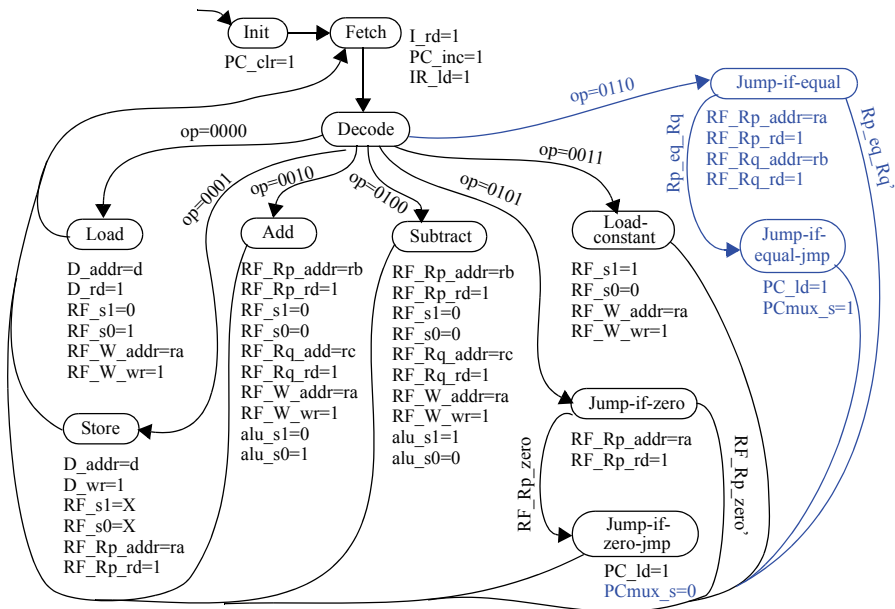 Init
PC_clr=1
Fetch
I_rd=1
PC_inc=1
IR_ld=1
Decode
op=0000
op=0001
op=0010
op=0100
op=0101
op=0011
op=0110
Jump-if-equal
RF_Rp_addr=ra
RF_Rp_rd=1
RF_Rq_addr=rb
RF_Rq_rd=1
Rp_eq_Rq
Rp_eq_Rq’
Jump-if-
equal-jmp
PC_ld=1
PCmux_s=1
Load
D_addr=d
D_rd=1
RF_s1=0
RF_s0=1
RF_W_addr=ra
RF_W_wr=1
Store
D_addr=d
D_wr=1
RF_s1=X
RF_s0=X
RF_Rp_addr=ra
RF_Rp_rd=1
Add
RF_Rp_addr=rb
RF_Rp_rd=1
RF_s1=0
RF_s0=0
RF_Rq_add=rc
RF_Rq_rd=1
RF_W_addr=ra
RF_W_wr=1
alu_s1=0
alu_s0=1
Subtract
RF_Rp_addr=rb
RF_Rp_rd=1
RF_s1=0
RF_s0=0
RF_Rq_addr=rc
RF_Rq_rd=1
RF_W_addr=ra
RF_W_wr=1
alu_s1=1
alu_s0=0
Load-
constant
RF_s1=1
RF_s0=0
RF_W_addr=ra
RF_W_wr=1
Jump-if-zero
RF_Rp_addr=ra
RF_Rp_rd=1
RF_Rp_zero
RF_Rp_zero’
Jump-if-
zero-jmp
PC_ld=1
PCmux_s=0